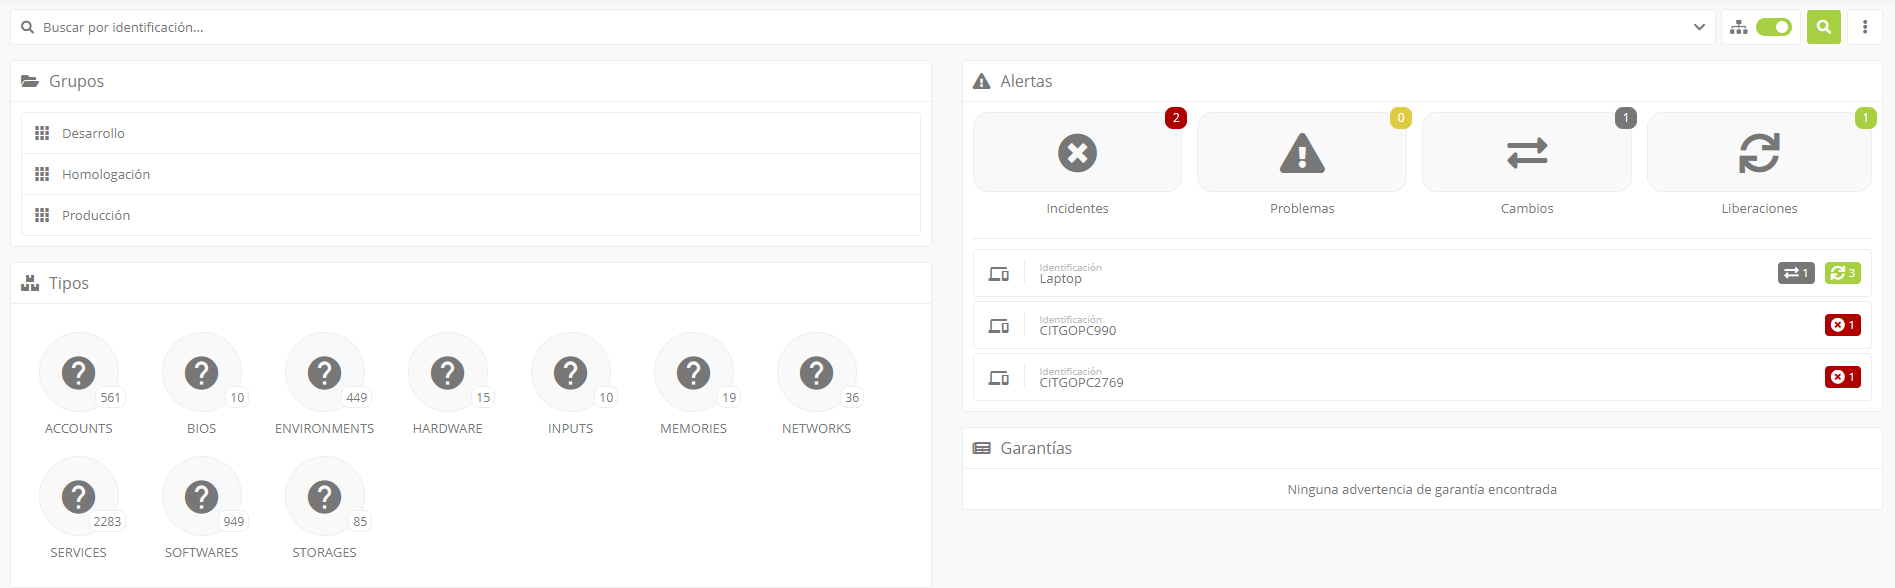 Buscar por identificación...
Grupos
Desarrollo
Homologación
Producción
Tipos
561 10 449 15 10 19 36
ACCOUNTS BIOS ENVIRONMENTS HARDWARE INPUTS MEMORIES NETWORKS
2283 949 85
SERVICES SOFTWARES STORAGES
Alertas
2 0 1 1
Incidentes Problemas Cambios Liberaciones
Identificación
Laptop 1 3
Identificación
CITGOPC990 1
Identificación
CITGOPC2769 1
Garantías
Ninguna advertencia de garantía encontrada